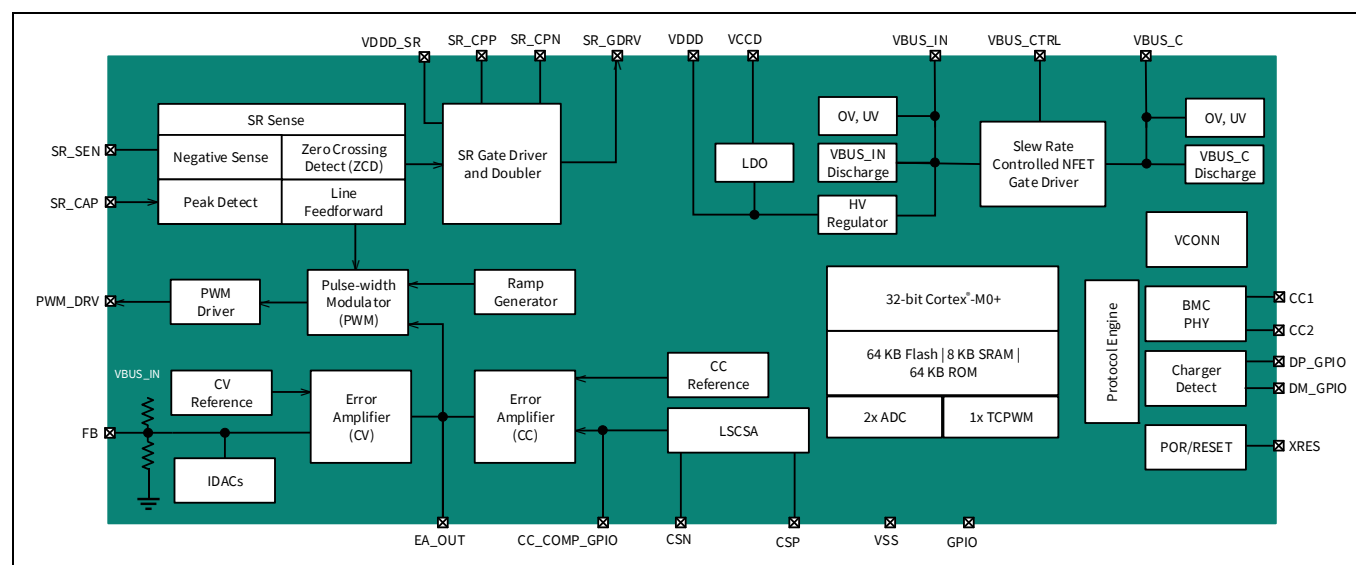 VDDD_SR
SR_CPP
SR_CPN
SR_GDRV
VDDD
VCCD
VBUS_IN
VBUS_CTRL
VBUS_C
SR_SEN
SR_CAP
PWM_DRV
FB
SR Sense
Negative Sense
Zero Crossing
Detect (ZCD)
Peak Detect
Line
Feedforward
SR Gate Driver
and Doubler
LDO
OV, UV
VBUS_IN
Discharge
HV
Regulator
Slew Rate
Controlled NFET
Gate Driver
OV, UV
VBUS_C
Discharge
VCONN
PWM
Driver
Pulse-width
Modulator
(PWM)
Ramp
Generator
VBUS_IN
CV
Reference
Error
Amplifier
(CV)
IDACs
Error
Amplifier
(CC)
CC
Reference
LSCSA
32-bit Cortex®-M0+
64 KB Flash | 8 KB SRAM |
64 KB ROM
2x ADC
1x TCPWM
Protocol Engine
BMC
PHY
Charger
Detect
POR/RESET
CC1
CC2
DP_GPIO
DM_GPIO
XRES
EA_OUT
CC_COMP_GPIO
CSN
CSP
VSS
GPIO